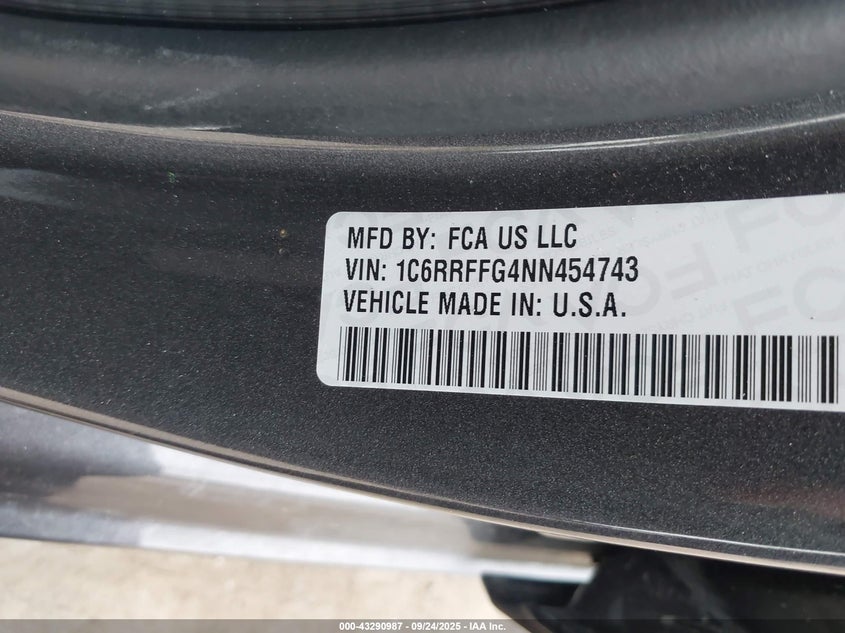 MFD BY: FCA US LLC
VIN: 1C6RRFFG4NN454743
VEHICLE MADE IN: U.S.A.
000-43290987 - 09/24/2025 - IAA Inc.